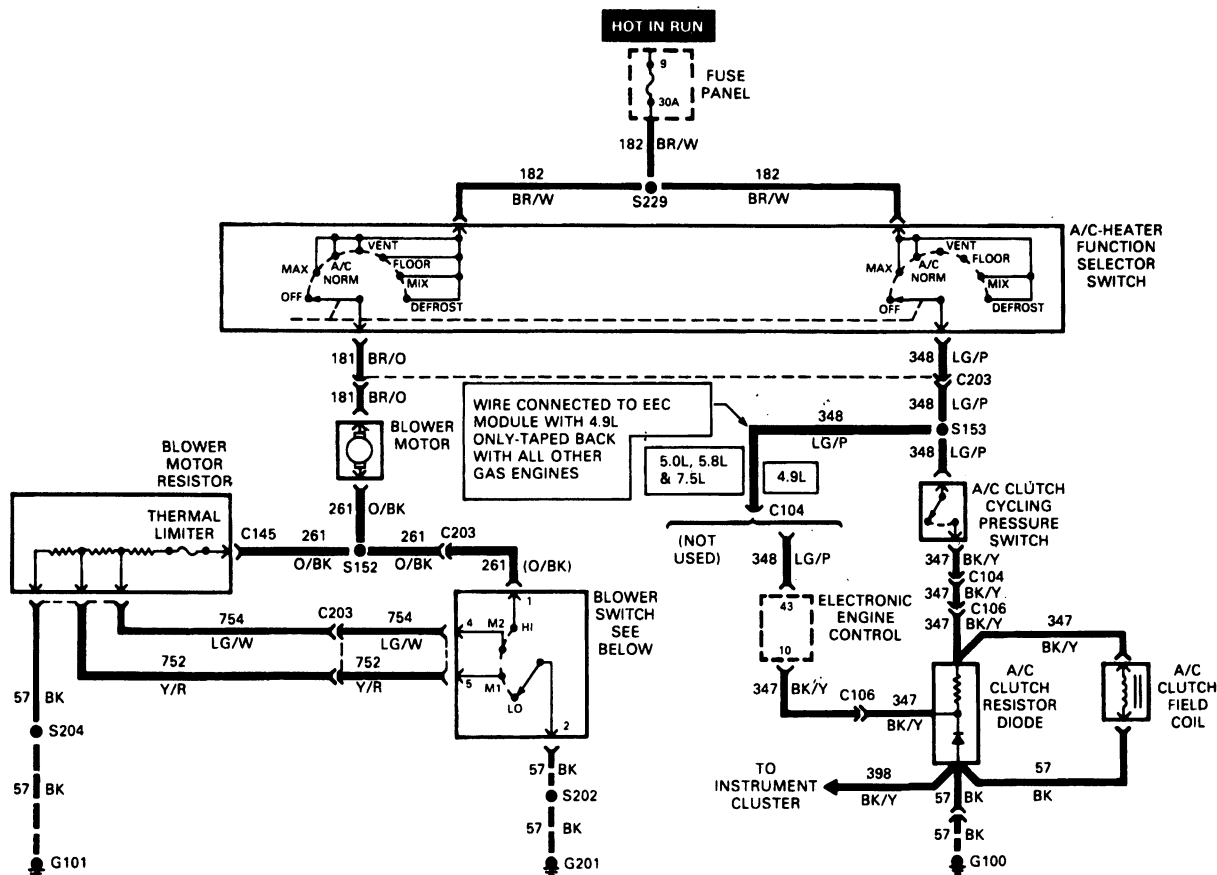 HOT IN RUN
9
30A
FUSE
PANEL
182 BR/W
182
BR/W
182
BR/W
S229
A/C-HEATER
FUNCTION
SELECTOR
SWITCH
VENT
FLOOR
A/C
NORM
MAX
MIX
OFF
DEFROST
VENT
FLOOR
A/C
NORM
MAX
MIX
OFF
DEFROST
181 BR/O
348 LG/P
C203
181 BR/O
348 LG/P
WIRE CONNECTED TO EEC
MODULE WITH 4.9L
ONLY-TAPED BACK
WITH ALL OTHER
GAS ENGINES
348
LG/P
S153
348 LG/P
BLOWER
MOTOR
5.0L, 5.8L
& 7.5L
4.9L
BLOWER
MOTOR
RESISTOR
A/C CLUTCH
CYCLING
PRESSURE
SWITCH
261 O/BK
THERMAL
LIMITER
C145
261
O/BK
S152
261
O/BK
C203
261 (O/BK)
C104
(NOT
USED)
348 LG/P
347 BK/Y
C104
347 BK/Y
C106
347 BK/Y
BLOWER
SWITCH
SEE
BELOW
1
4
M2
HI
5
M1
LO
2
754
LG/W
C203
754
LG/W
752
Y/R
752
Y/R
43
10
ELECTRONIC
ENGINE
CONTROL
347
BK/Y
347 BK/Y
C106
347
BK/Y
A/C
CLUTCH
RESISTOR
DIODE
A/C
CLUTCH
FIELD
COIL
57 BK
S204
57 BK
G101
57 BK
S202
57 BK
G201
TO
INSTRUMENT
CLUSTER
398
BK/Y
57
BK
57 BK
57 BK
G100